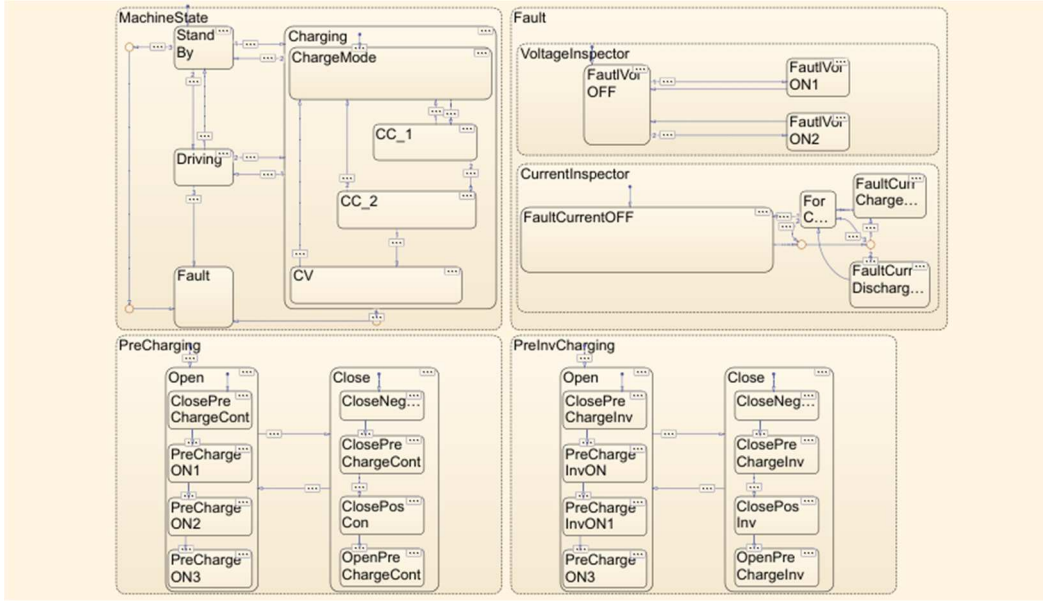 MachineState
Stand
By
Driving
Fault
Charging
ChargeMode
CC_1
CC_2
CV
Fault
VoltageInspector
FautlVol
OFF
FautlVol
ON1
FautlVol
ON2
CurrentInspector
FaultCurrentOFF
For
C...
FaultCurr
Charge...
FaultCurr
Discharg...
PreCharging
Open
ClosePre
ChargeCont
PreCharge
ON1
PreCharge
ON2
PreCharge
ON3
Close
CloseNeg...
ClosePre
ChargeCont
ClosePos
Con
OpenPre
ChargeCont
PreInvCharging
Open
ClosePre
ChargeInv
PreCharge
InvON
PreCharge
InvON1
PreCharge
ON3
Close
CloseNeg...
ClosePre
ChargeInv
ClosePos
Inv
OpenPre
ChargeInv